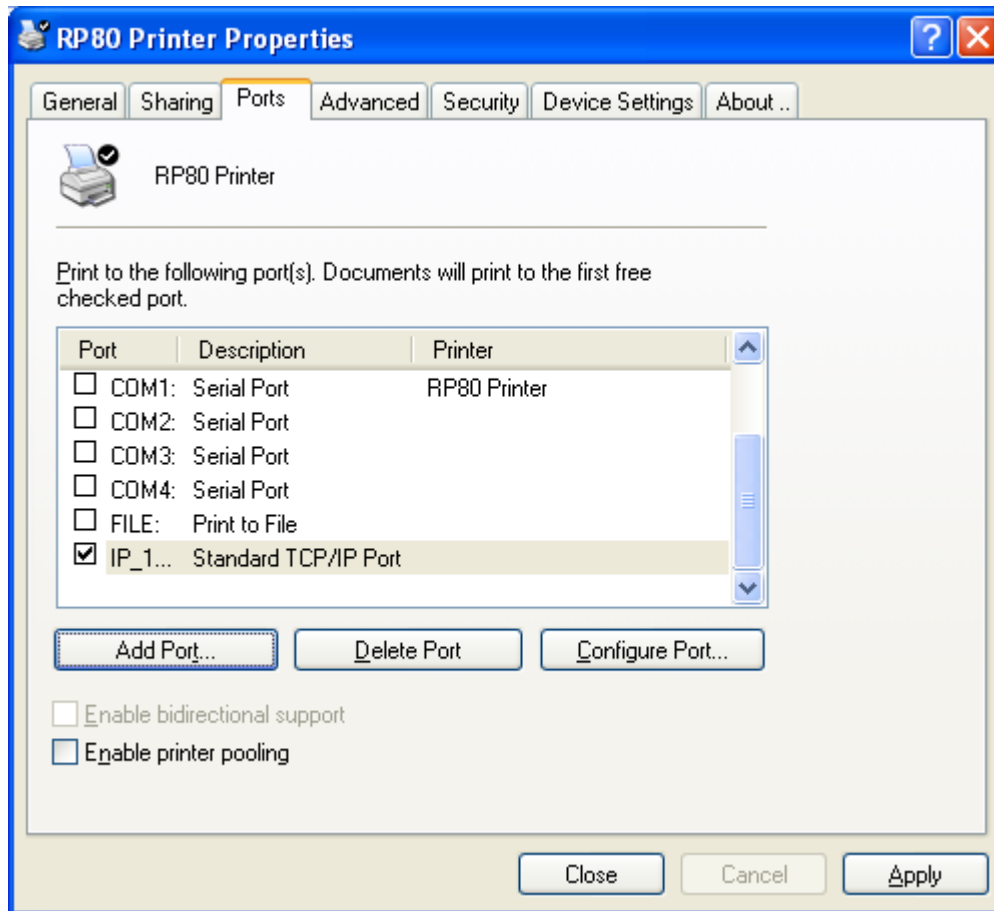 RP80 Printer Properties
General Sharing Ports Advanced Security Device Settings About ..
RP80 Printer
Print to the following port(s). Documents will print to the first free
checked port.
Port Description Printer
COM1: Serial Port RP80 Printer
COM2: Serial Port
COM3: Serial Port
COM4: Serial Port
FILE: Print to File
IP_1... Standard TCP/IP Port
Add Port... Delete Port Configure Port...
Enable bidirectional support
Enable printer pooling
Close Cancel Apply